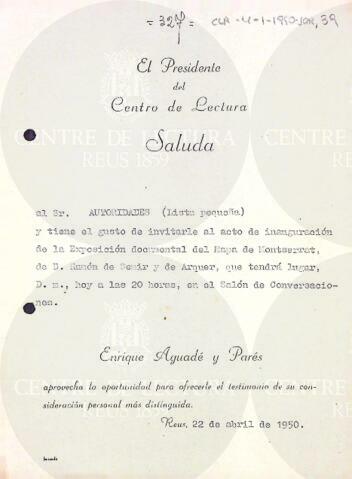 = 327 =
CLR-4-1-1950-JOR, 39
El Presidente
del
Centro de Lectura
Saluda
CENTRE DE LECTURA
REUS 1859
al Sr. AUTORIDADES (Lista pequeña)
y tiene el gusto de invitarle al acto de inauguración
de la Exposición documental del Mapa de Montserrat,
de D. Ramón de Semir y de Arquer, que tendrá lugar,
D. m., hoy a las 20 horas, en el Salón de Conversacio-
nes.
Enrique Aguadé y Parés
aprovecha la oportunidad para ofrecerle el testimonio de su con-
sideración personal más distinguida.
Reus, 22 de abril de 1950.